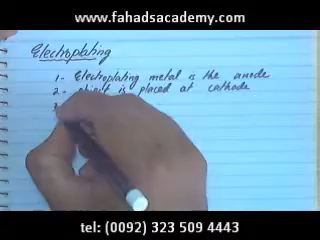 www.fahadsacademy.com
Electroplating
1- Electroplating metal is the anode
2- object is placed at cathode
tel: (0092) 323 509 4443